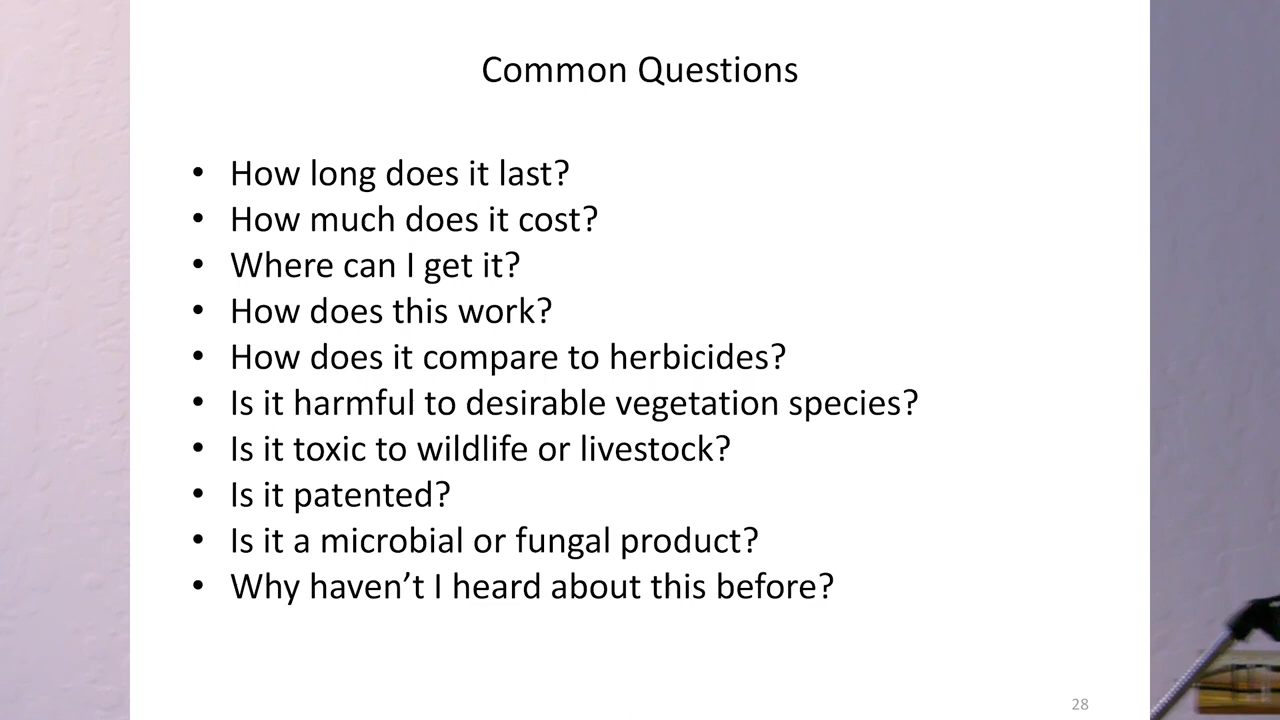 Common Questions
• How long does it last?
• How much does it cost?
• Where can I get it?
• How does this work?
• How does it compare to herbicides?
• Is it harmful to desirable vegetation species?
• Is it toxic to wildlife or livestock?
• Is it patented?
• Is it a microbial or fungal product?
• Why haven’t I heard about this before?
28